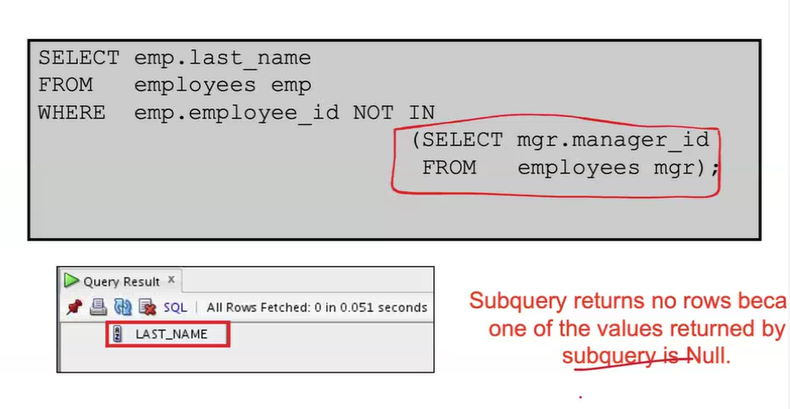 SELECT emp.last_name
FROM employees emp
WHERE emp.employee_id NOT IN
(SELECT mgr.manager_id
FROM employees mgr);
Query Result x
SQL | All Rows Fetched: 0 in 0.051 seconds
LAST_NAME
Subquery returns no rows beca
one of the values returned by
subquery is Null.